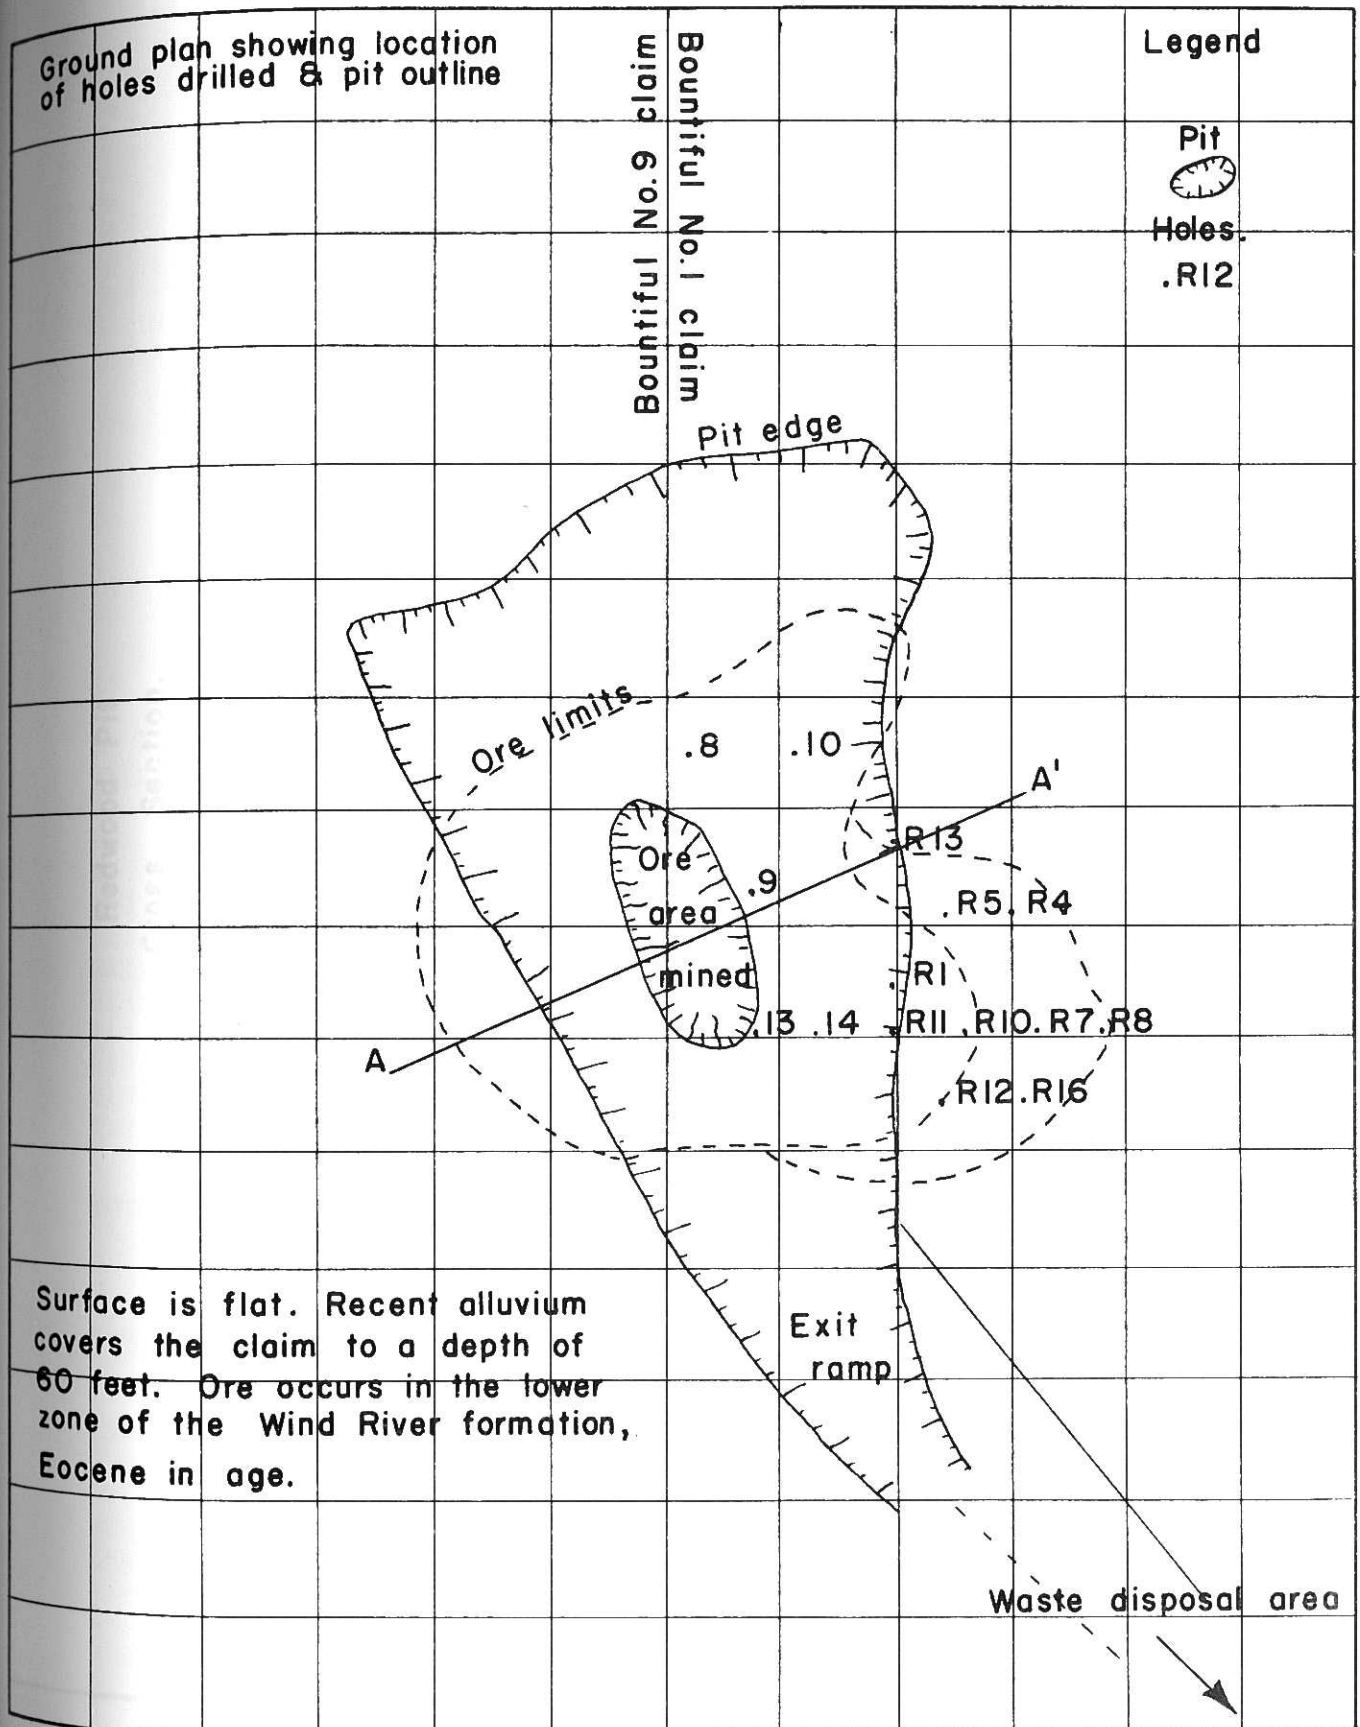 Ground plan showing location
of holes drilled & pit outline
Bountiful No.9 claim
Bountiful No.1 claim
Legend
Pit
Holes.
.R12
Pit edge
Ore limits
.8 .10
A'
R13
Ore
area
mined
.9
.R5. R4
.R1
.13 .14 .R11 .R10. R7. R8
A
.R12.R16
Surface is flat. Recent alluvium
covers the claim to a depth of
60 feet. Ore occurs in the lower
zone of the Wind River formation,
Eocene in age.
Exit
ramp
Waste disposal area